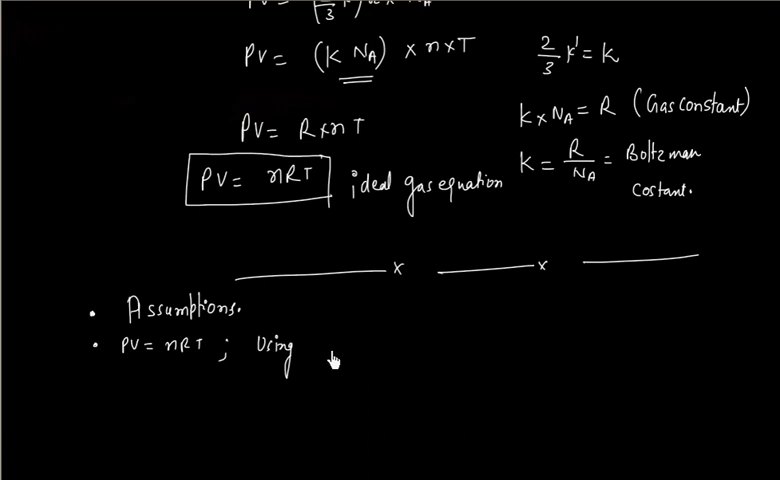 PV = (K N_A) × n × T
2/3 K' = K
K × N_A = R (Gas constant)
PV = R × n T
K = R/N_A = Boltzman
Costant.
PV = nRT ideal gas equation
x x
• Assumptions.
• PV = nRT ; Using